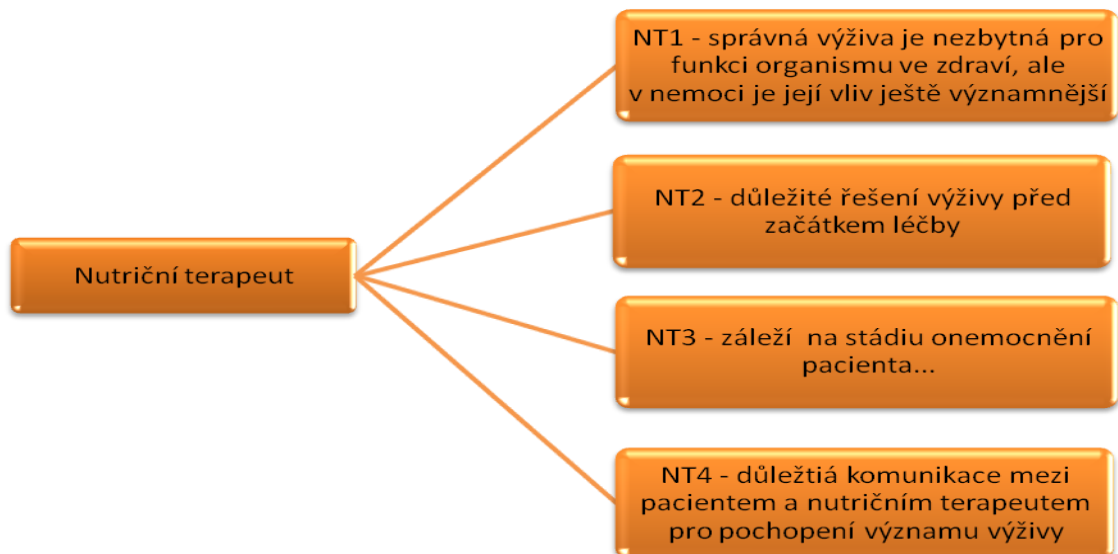 Nutriční terapeut
NT1 - správná výživa je nezbytná pro
funkci organismu ve zdraví, ale
v nemoci je její vliv ještě významnější
NT2 - důležité řešení výživy před
začátkem léčby
NT3 - záleží  na stádiu onemocnění
pacienta...
NT4 - důležtiá komunikace mezi
pacientem a nutričním terapeutem
pro pochopení významu výživy